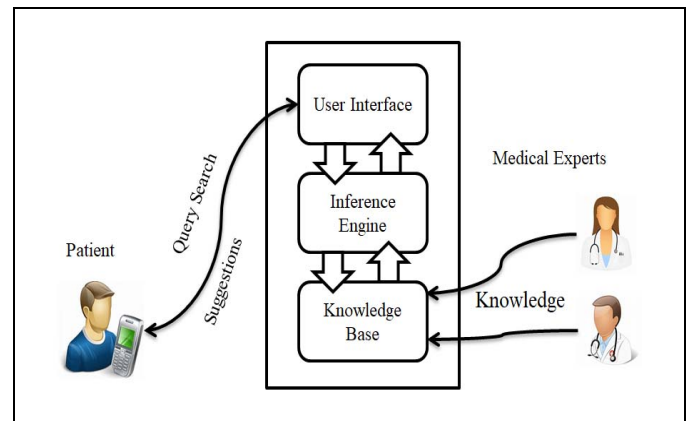 User Interface
Medical Experts
Query Search
Inference
Engine
Patient
Suggestions
Knowledge
Knowledge
Base